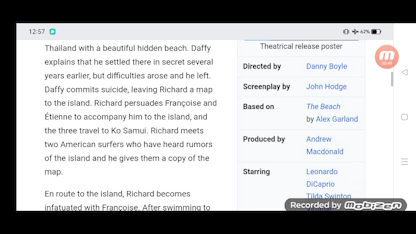 12:57
67%
Thailand with a beautiful hidden beach. Daffy
explains that he settled there in secret several
years earlier, but difficulties arose and he left.
Daffy commits suicide, leaving Richard a map
to the island. Richard persuades Françoise and
Étienne to accompany him to the island, and
the three travel to Ko Samui. Richard meets
two American surfers who have heard rumors
of the island and he gives them a copy of the
map.
En route to the island, Richard becomes
infatuated with Françoise. After swimming to
Theatrical release poster
Directed by Danny Boyle
Screenplay by John Hodge
Based on The Beach
by Alex Garland
Produced by Andrew
Macdonald
Starring Leonardo
DiCaprio
Tilda Swinton
Recorded by Mobizen